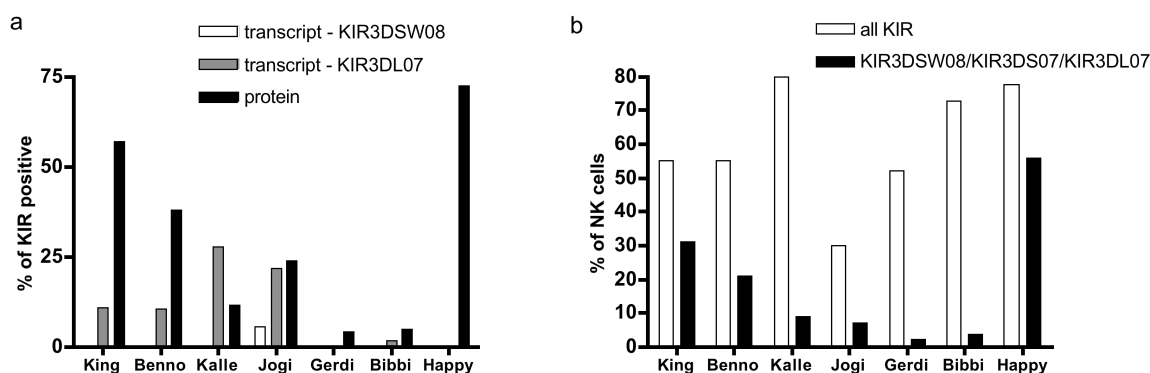 a
transcript - KIR3DSW08
transcript - KIR3DL07
protein
% of KIR positive
75
50
25
0
King Benno Kalle Jogi Gerdi Bibbi Happy
b
all KIR
KIR3DSW08/KIR3DS07/KIR3DL07
% of NK cells
80
70
60
50
40
30
20
10
0
King Benno Kalle Jogi Gerdi Bibbi Happy